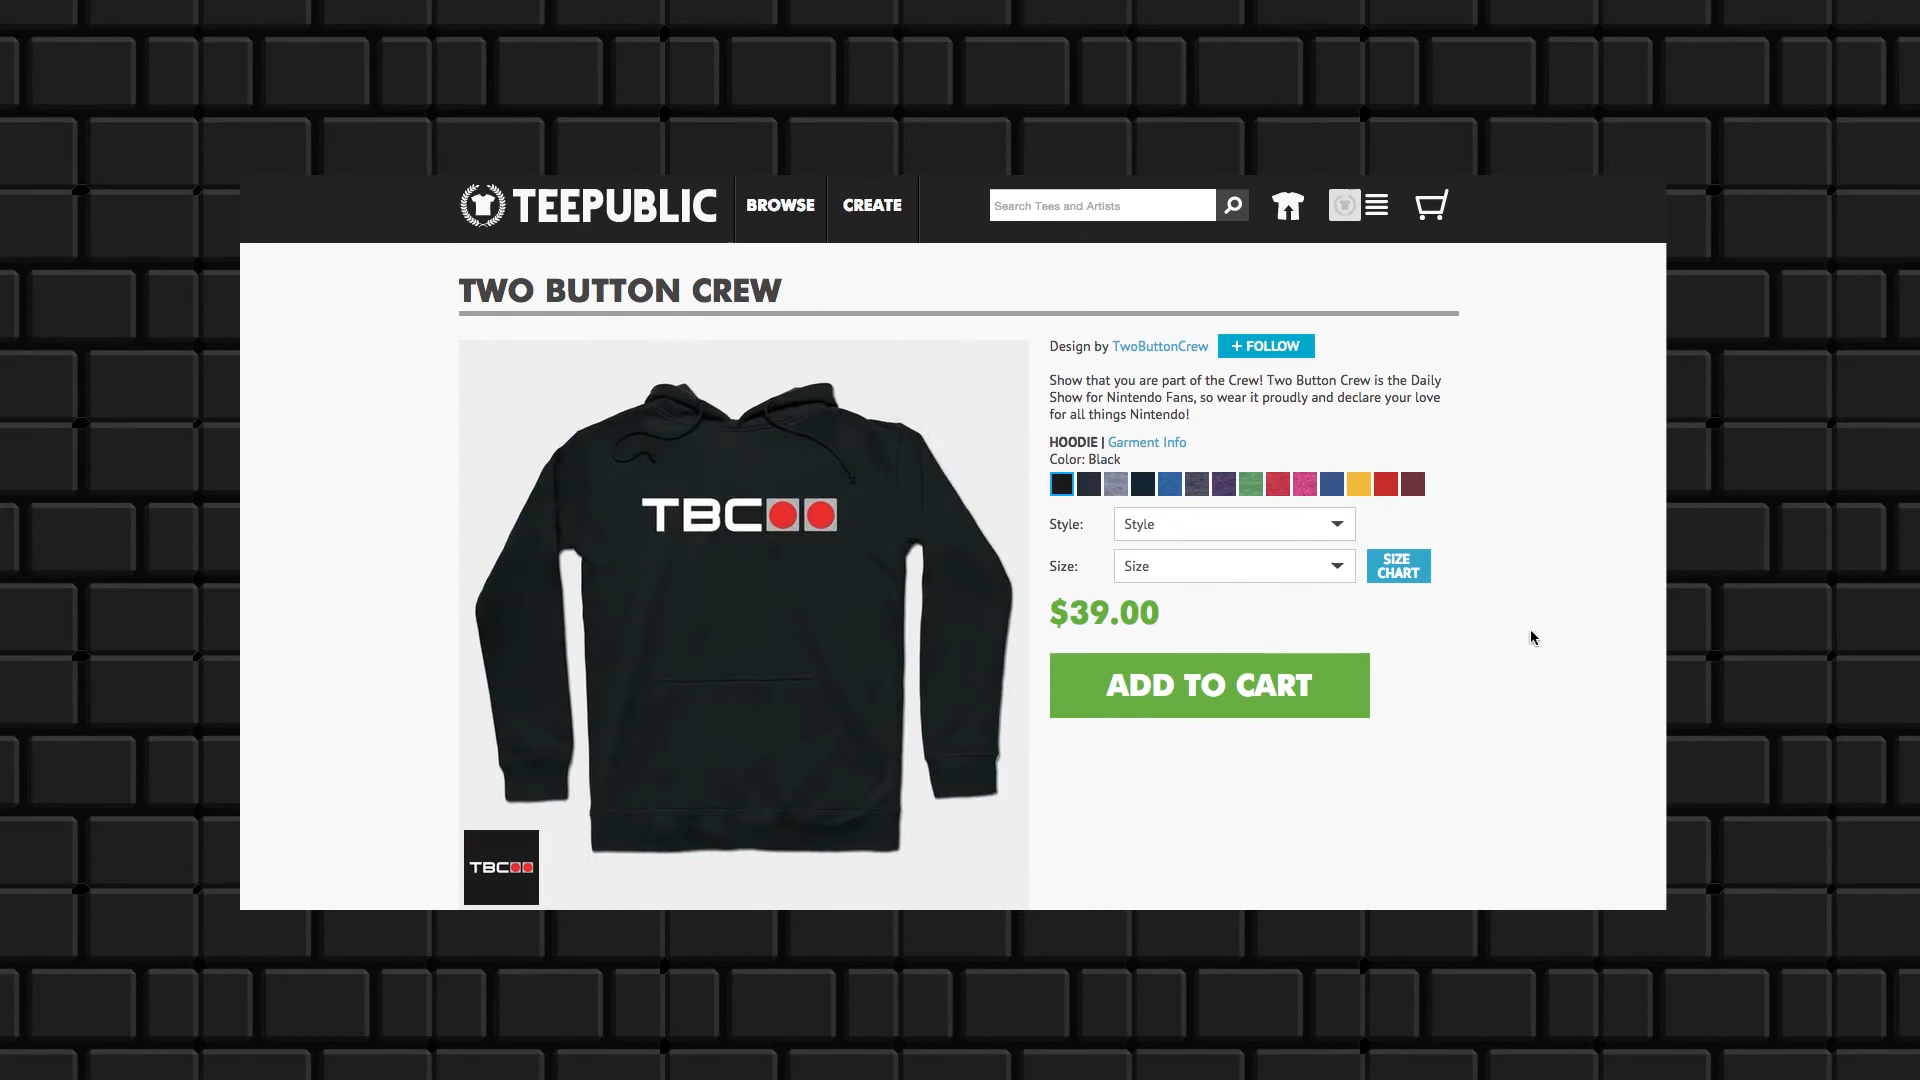 TEEPUBLIC
BROWSE
CREATE
Search Tees and Artists
TWO BUTTON CREW
Design by TwoButtonCrew
+ FOLLOW
Show that you are part of the Crew! Two Button Crew is the Daily
Show for Nintendo Fans, so wear it proudly and declare your love
for all things Nintendo!
HOODIE | Garment Info
Color: Black
Style: Style
Size: Size
SIZE
CHART
$39.00
ADD TO CART
TBC
TBC